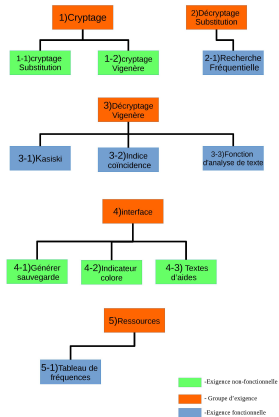 1)Cryptage
2)Décryptage
Substitution
1-1)cryptage
Substitution
1-2)cryptage
Vigenère
2-1)Recherche
Fréquentielle
3)Décryptage
Vigenère
3-1)Kasiski
3-2)Indice
coïncidence
3-3)Fonction
d'analyse de texte
4)interface
4-1)Générer
sauvegarde
4-2)Indicateur
colore
4-3) Textes
d'aides
5)Ressources
5-1)Tableau de
fréquences
-Exigence non-fonctionnelle
- Groupe d'exigence
-Exigence fonctionnelle